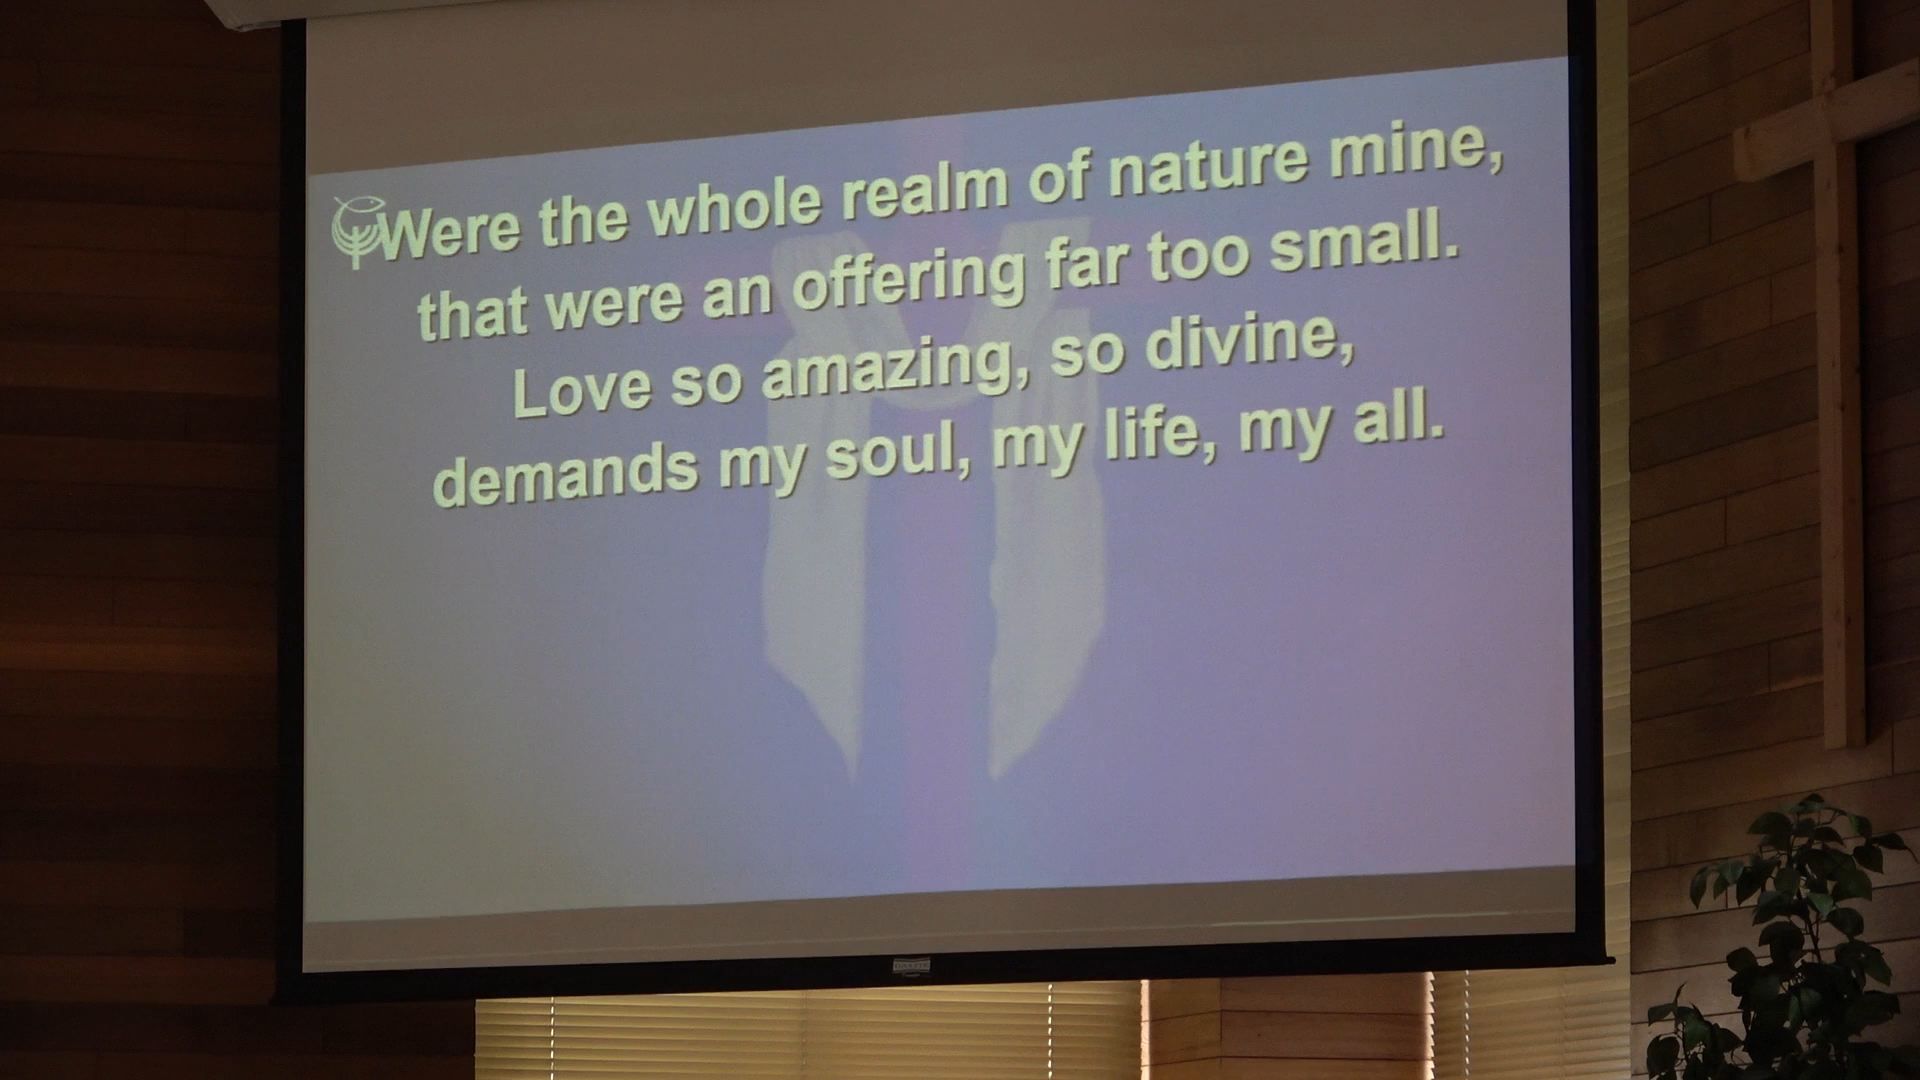 Were the whole realm of nature mine,
that were an offering far too small.
Love so amazing, so divine,
demands my soul, my life, my all.